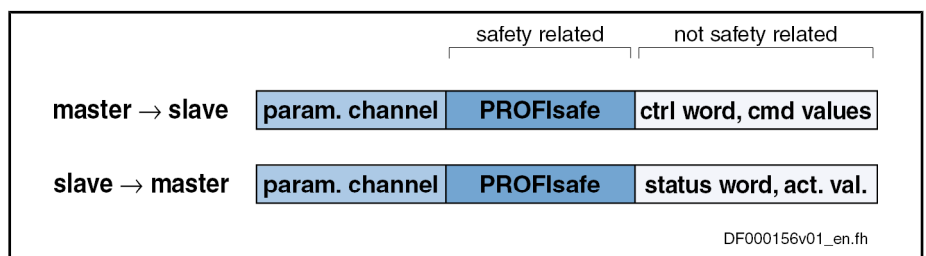 safety related not safety related
master → slave param. channel PROFIsafe ctrl word, cmd values
slave → master param. channel PROFIsafe status word, act. val.
DF000156v01_en.fh